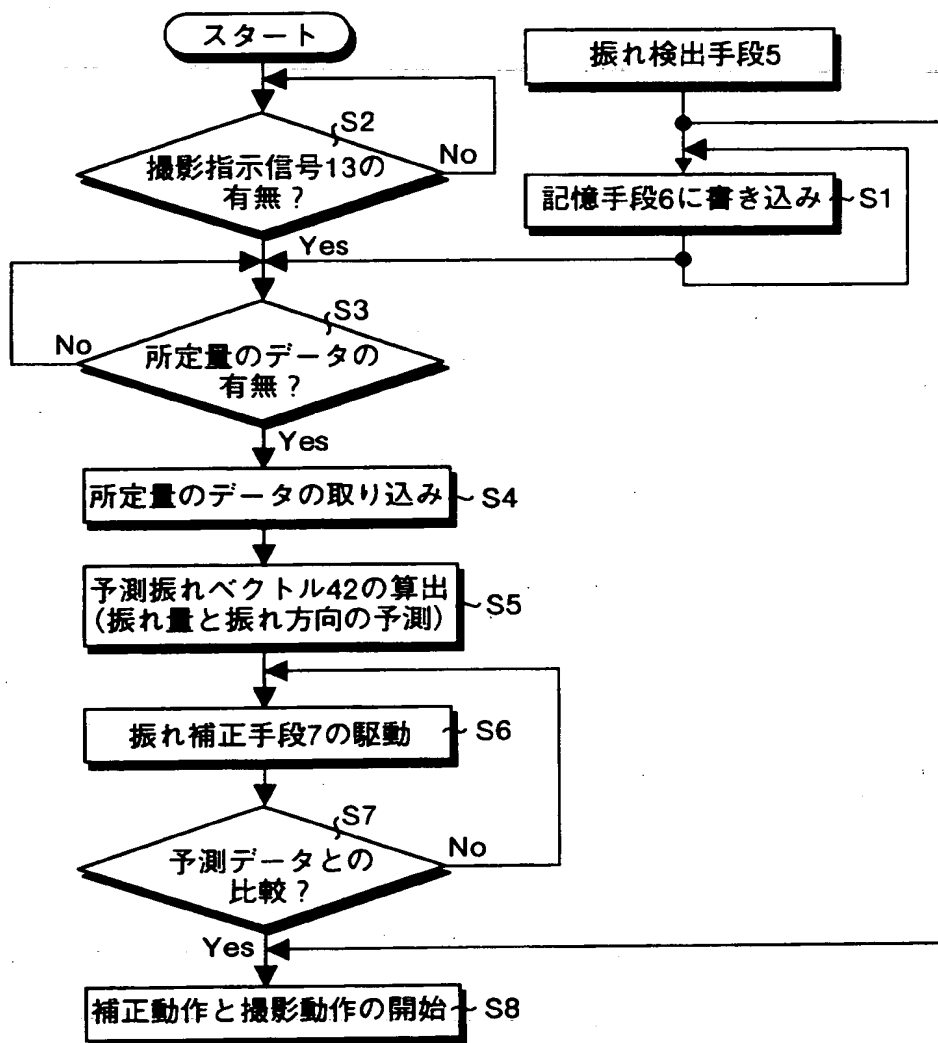 スタート
振れ検出手段5
S2
撮影指示信号13の
有無？
No
記憶手段6に書き込み
S1
Yes
S3
所定量のデータの
有無？
No
Yes
所定量のデータの取り込み
S4
予測振れベクトル42の算出
(振れ量と振れ方向の予測)
S5
振れ補正手段7の駆動
S6
S7
予測データとの
比較？
No
Yes
補正動作と撮影動作の開始
S8